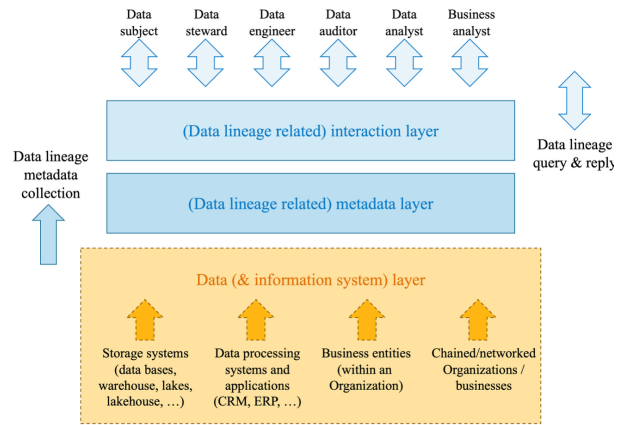 Data
subject
Data
steward
Data
engineer
Data
auditor
Data
analyst
Business
analyst
(Data lineage related) interaction layer
Data lineage
query & reply
Data lineage
metadata
collection
(Data lineage related) metadata layer
Data (& information system) layer
Storage systems
(data bases,
warehouse, lakes,
lakehouse, …)
Data processing
systems and
applications
(CRM, ERP, …)
Business entities
(within an
Organization)
Chained/networked
Organizations /
businesses